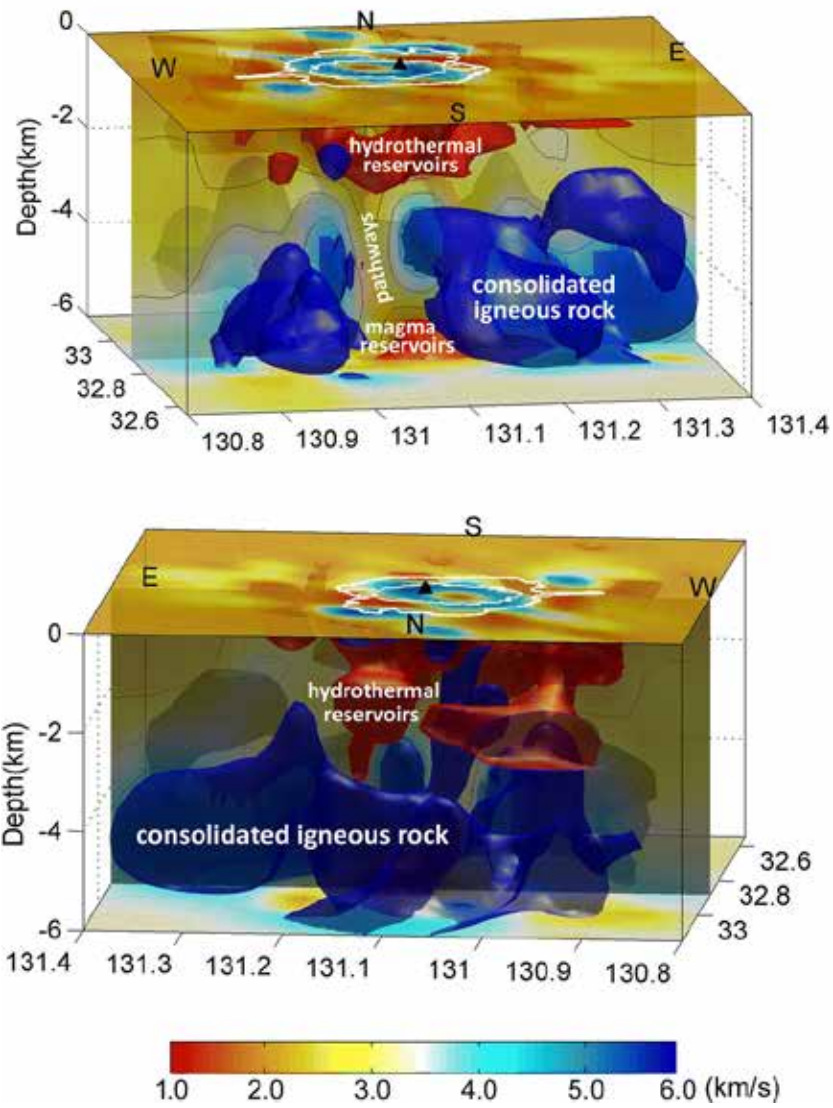 0
N
W
E
S
-2
hydrothermal
reservoirs
Depth(km)
-4
pathways
consolidated
igneous rock
-6
magma
reservoirs
33
32.8
32.6
130.8
130.9
131
131.1
131.2
131.3
131.4
S
E
W
N
0
hydrothermal
reservoirs
-2
Depth(km)
-4
consolidated igneous rock
-6
32.6
32.8
33
131.4
131.3
131.2
131.1
131
130.9
130.8
1.0 2.0 3.0 4.0 5.0 6.0 (km/s)